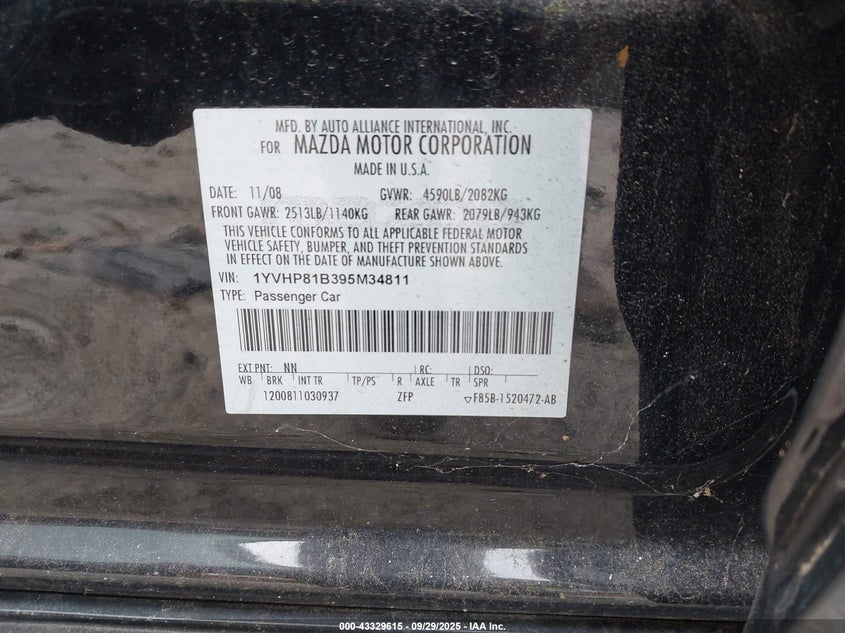 MFD. BY AUTO ALLIANCE INTERNATIONAL, INC.
FOR MAZDA MOTOR CORPORATION
MADE IN U.S.A.
DATE: 11/08 GVWR: 4590LB/2082KG
FRONT GAWR: 2513LB/1140KG REAR GAWR: 2079LB/943KG
THIS VEHICLE CONFORMS TO ALL APPLICABLE FEDERAL MOTOR
VEHICLE SAFETY, BUMPER, AND THEFT PREVENTION STANDARDS
IN EFFECT ON THE DATE OF MANUFACTURE SHOWN ABOVE.
VIN: 1YVHP81B395M34811
TYPE: Passenger Car
EXT PNT: NN RC: DSO:
WB BRK INT TR TP/PS R AXLE TR SPR
1200811030937 ZFP ▽F85B-1520472-AB
000-43329615 - 09/29/2025 - IAA Inc.